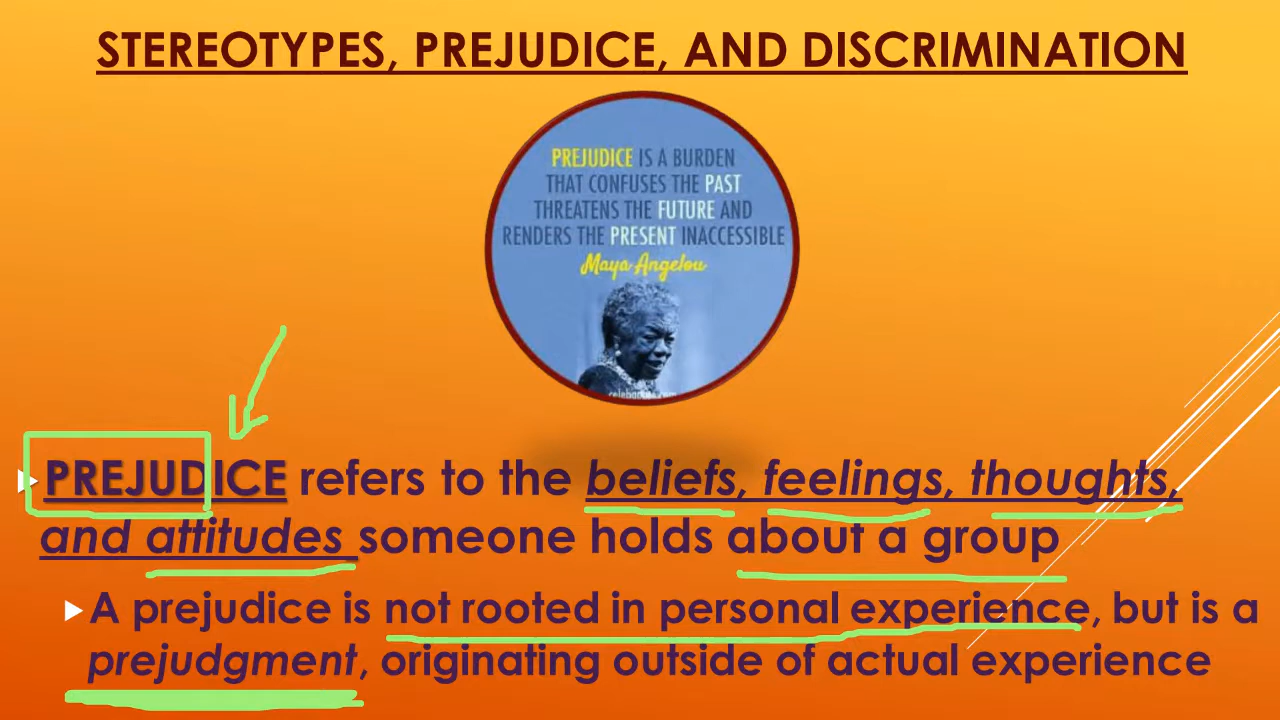 STEREOTYPES, PREJUDICE, AND DISCRIMINATION
PREJUDICE IS A BURDEN
THAT CONFUSES THE PAST
THREATENS THE FUTURE AND
RENDERS THE PRESENT INACCESSIBLE
Maya Angelou
PREJUDICE refers to the beliefs, feelings, thoughts,
and attitudes someone holds about a group
A prejudice is not rooted in personal experience, but is a
prejudgment, originating outside of actual experience